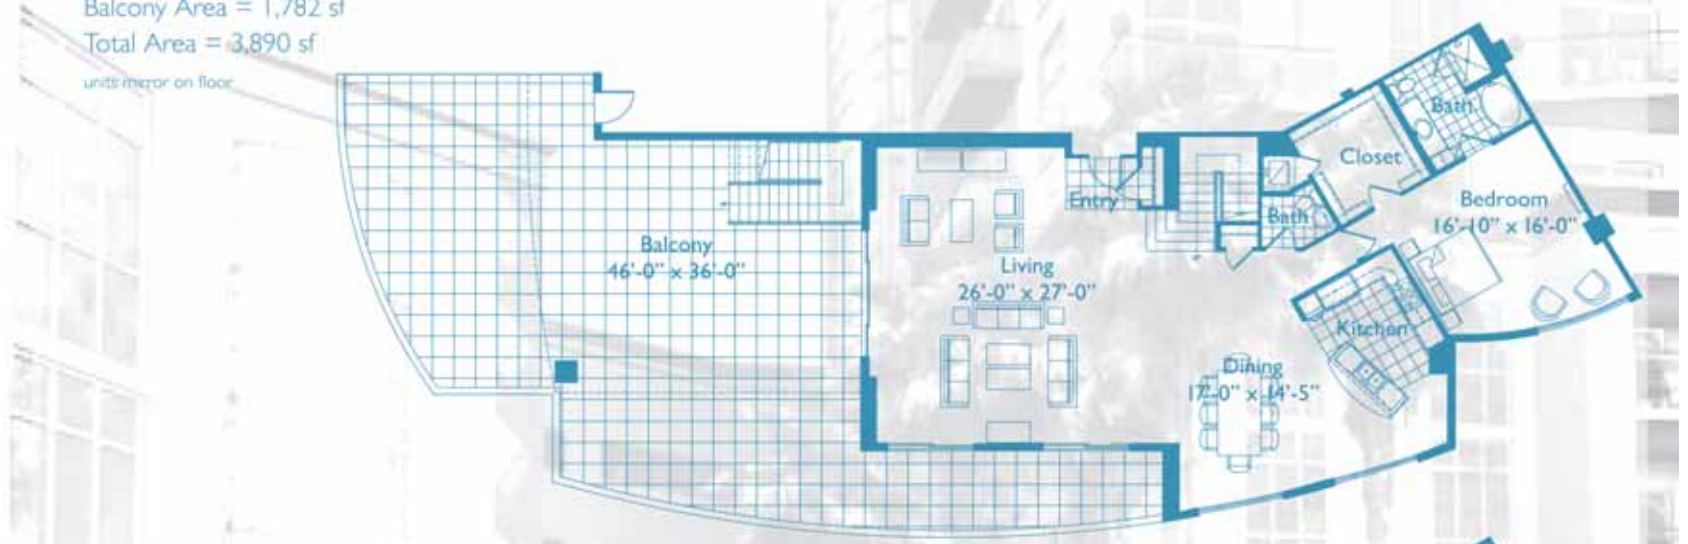 Balcony Area = 1,782 sf
Total Area = 3,890 sf
units mirror on floor
Bath
Closet
Bedroom
16'-10" x 16'-0"
Entry
Bath
Balcony
46'-0" x 36'-0"
Living
26'-0" x 27'-0"
Kitchen
Dining
17'-0" x 14'-5"